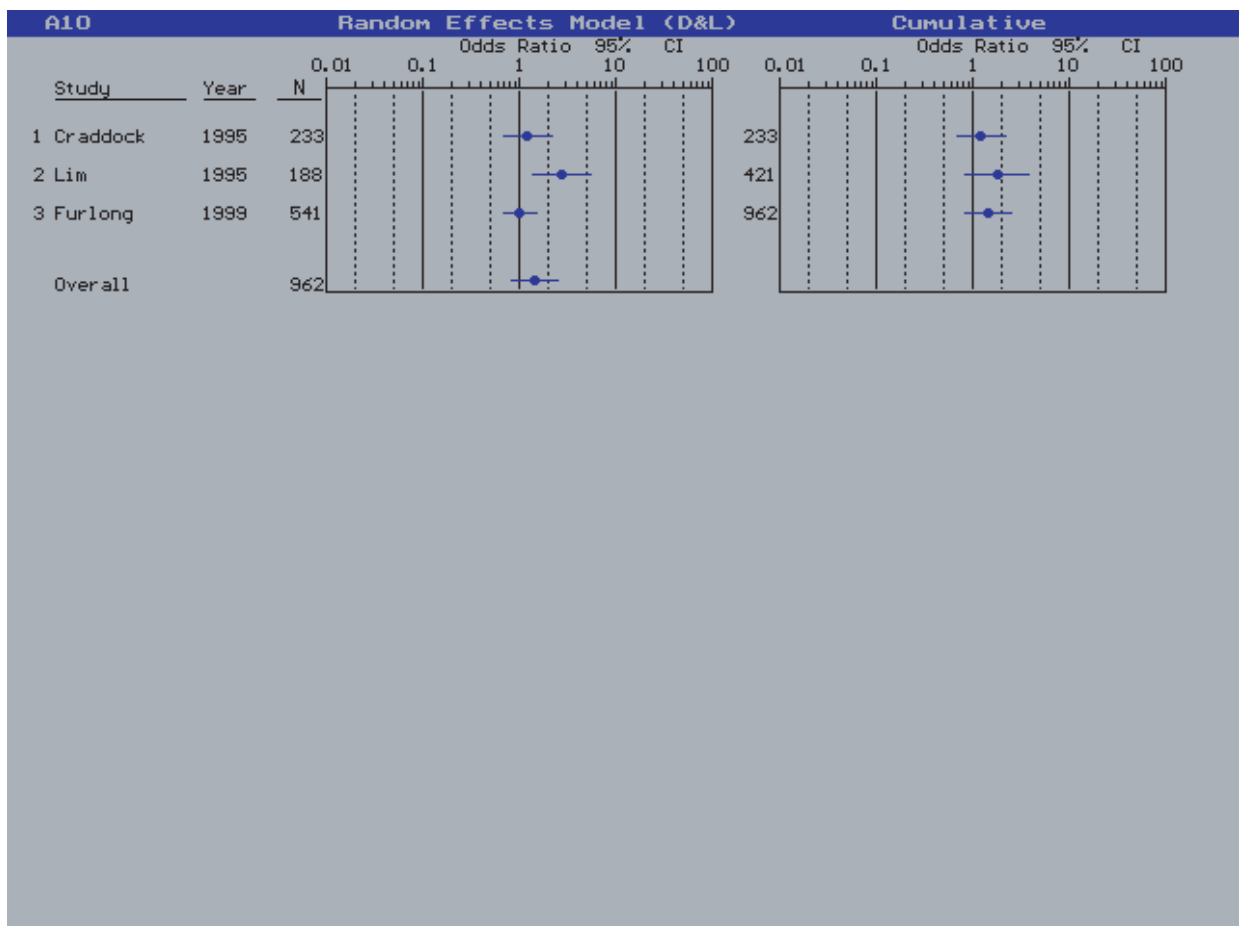 A10 Random Effects Model (D&L) Cumulative
Odds Ratio 95% CI Odds Ratio 95% CI
0.01 0.1 1 10 100 0.01 0.1 1 10 100
Study Year N
1 Craddock 1995 233 233
2 Lim 1995 188 421
3 Furlong 1999 541 962
Overall 962